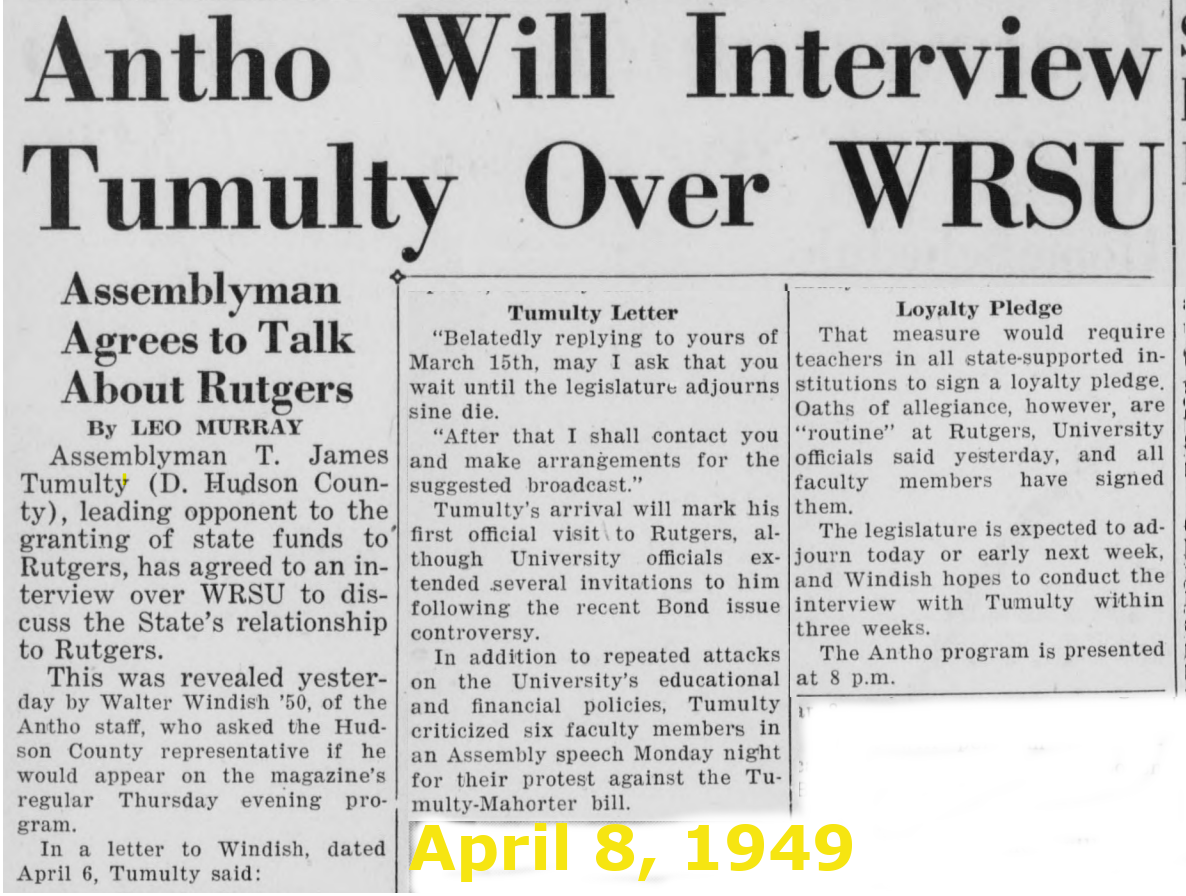 Antho Will Interview
Tumulty Over WRSU
Assemblyman
Agrees to Talk
About Rutgers
By LEO MURRAY
Assemblyman T. James
Tumulty (D. Hudson Coun-
ty), leading opponent to the
granting of state funds to
Rutgers, has agreed to an in-
terview over WRSU to dis-
cuss the State's relationship
to Rutgers.
This was revealed yester-
day by Walter Windish '50, of the
Antho staff, who asked the Hud-
son County representative if he
would appear on the magazine's
regular Thursday evening pro-
gram.
In a letter to Windish, dated
April 6, Tumulty said:
Tumulty Letter
"Belatedly replying to yours of
March 15th, may I ask that you
wait until the legislature adjourns
sine die.
"After that I shall contact you
and make arrangements for the
suggested broadcast."
Tumulty's arrival will mark his
first official visit to Rutgers, al-
though University officials ex-
tended several invitations to him
following the recent Bond issue
controversy.
In addition to repeated attacks
on the University's educational
and financial policies, Tumulty
criticized six faculty members in
an Assembly speech Monday night
for their protest against the Tu-
multy-Mahorter bill.
Loyalty Pledge
That measure would require
teachers in all state-supported in-
stitutions to sign a loyalty pledge.
Oaths of allegiance, however, are
"routine" at Rutgers, University
officials said yesterday, and all
faculty members have signed
them.
The legislature is expected to ad-
journ today or early next week,
and Windish hopes to conduct the
interview with Tumulty within
three weeks.
The Antho program is presented
at 8 p.m.
April 8, 1949